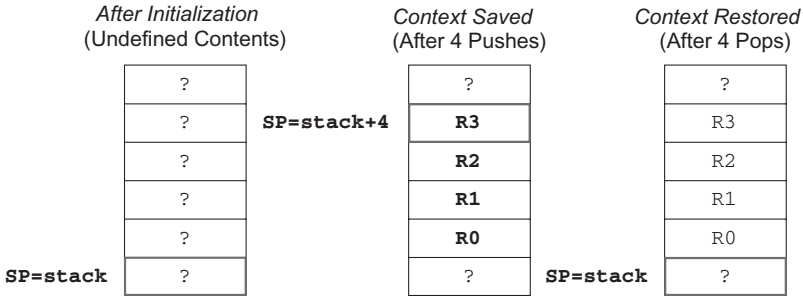 After Initialization Context Saved Context Restored
(Undefined Contents) (After 4 Pushes) (After 4 Pops)
? ? ?
? SP=stack+4 R3 R3
? R2 R2
? R1 R1
? R0 R0
SP=stack ? ? SP=stack ?